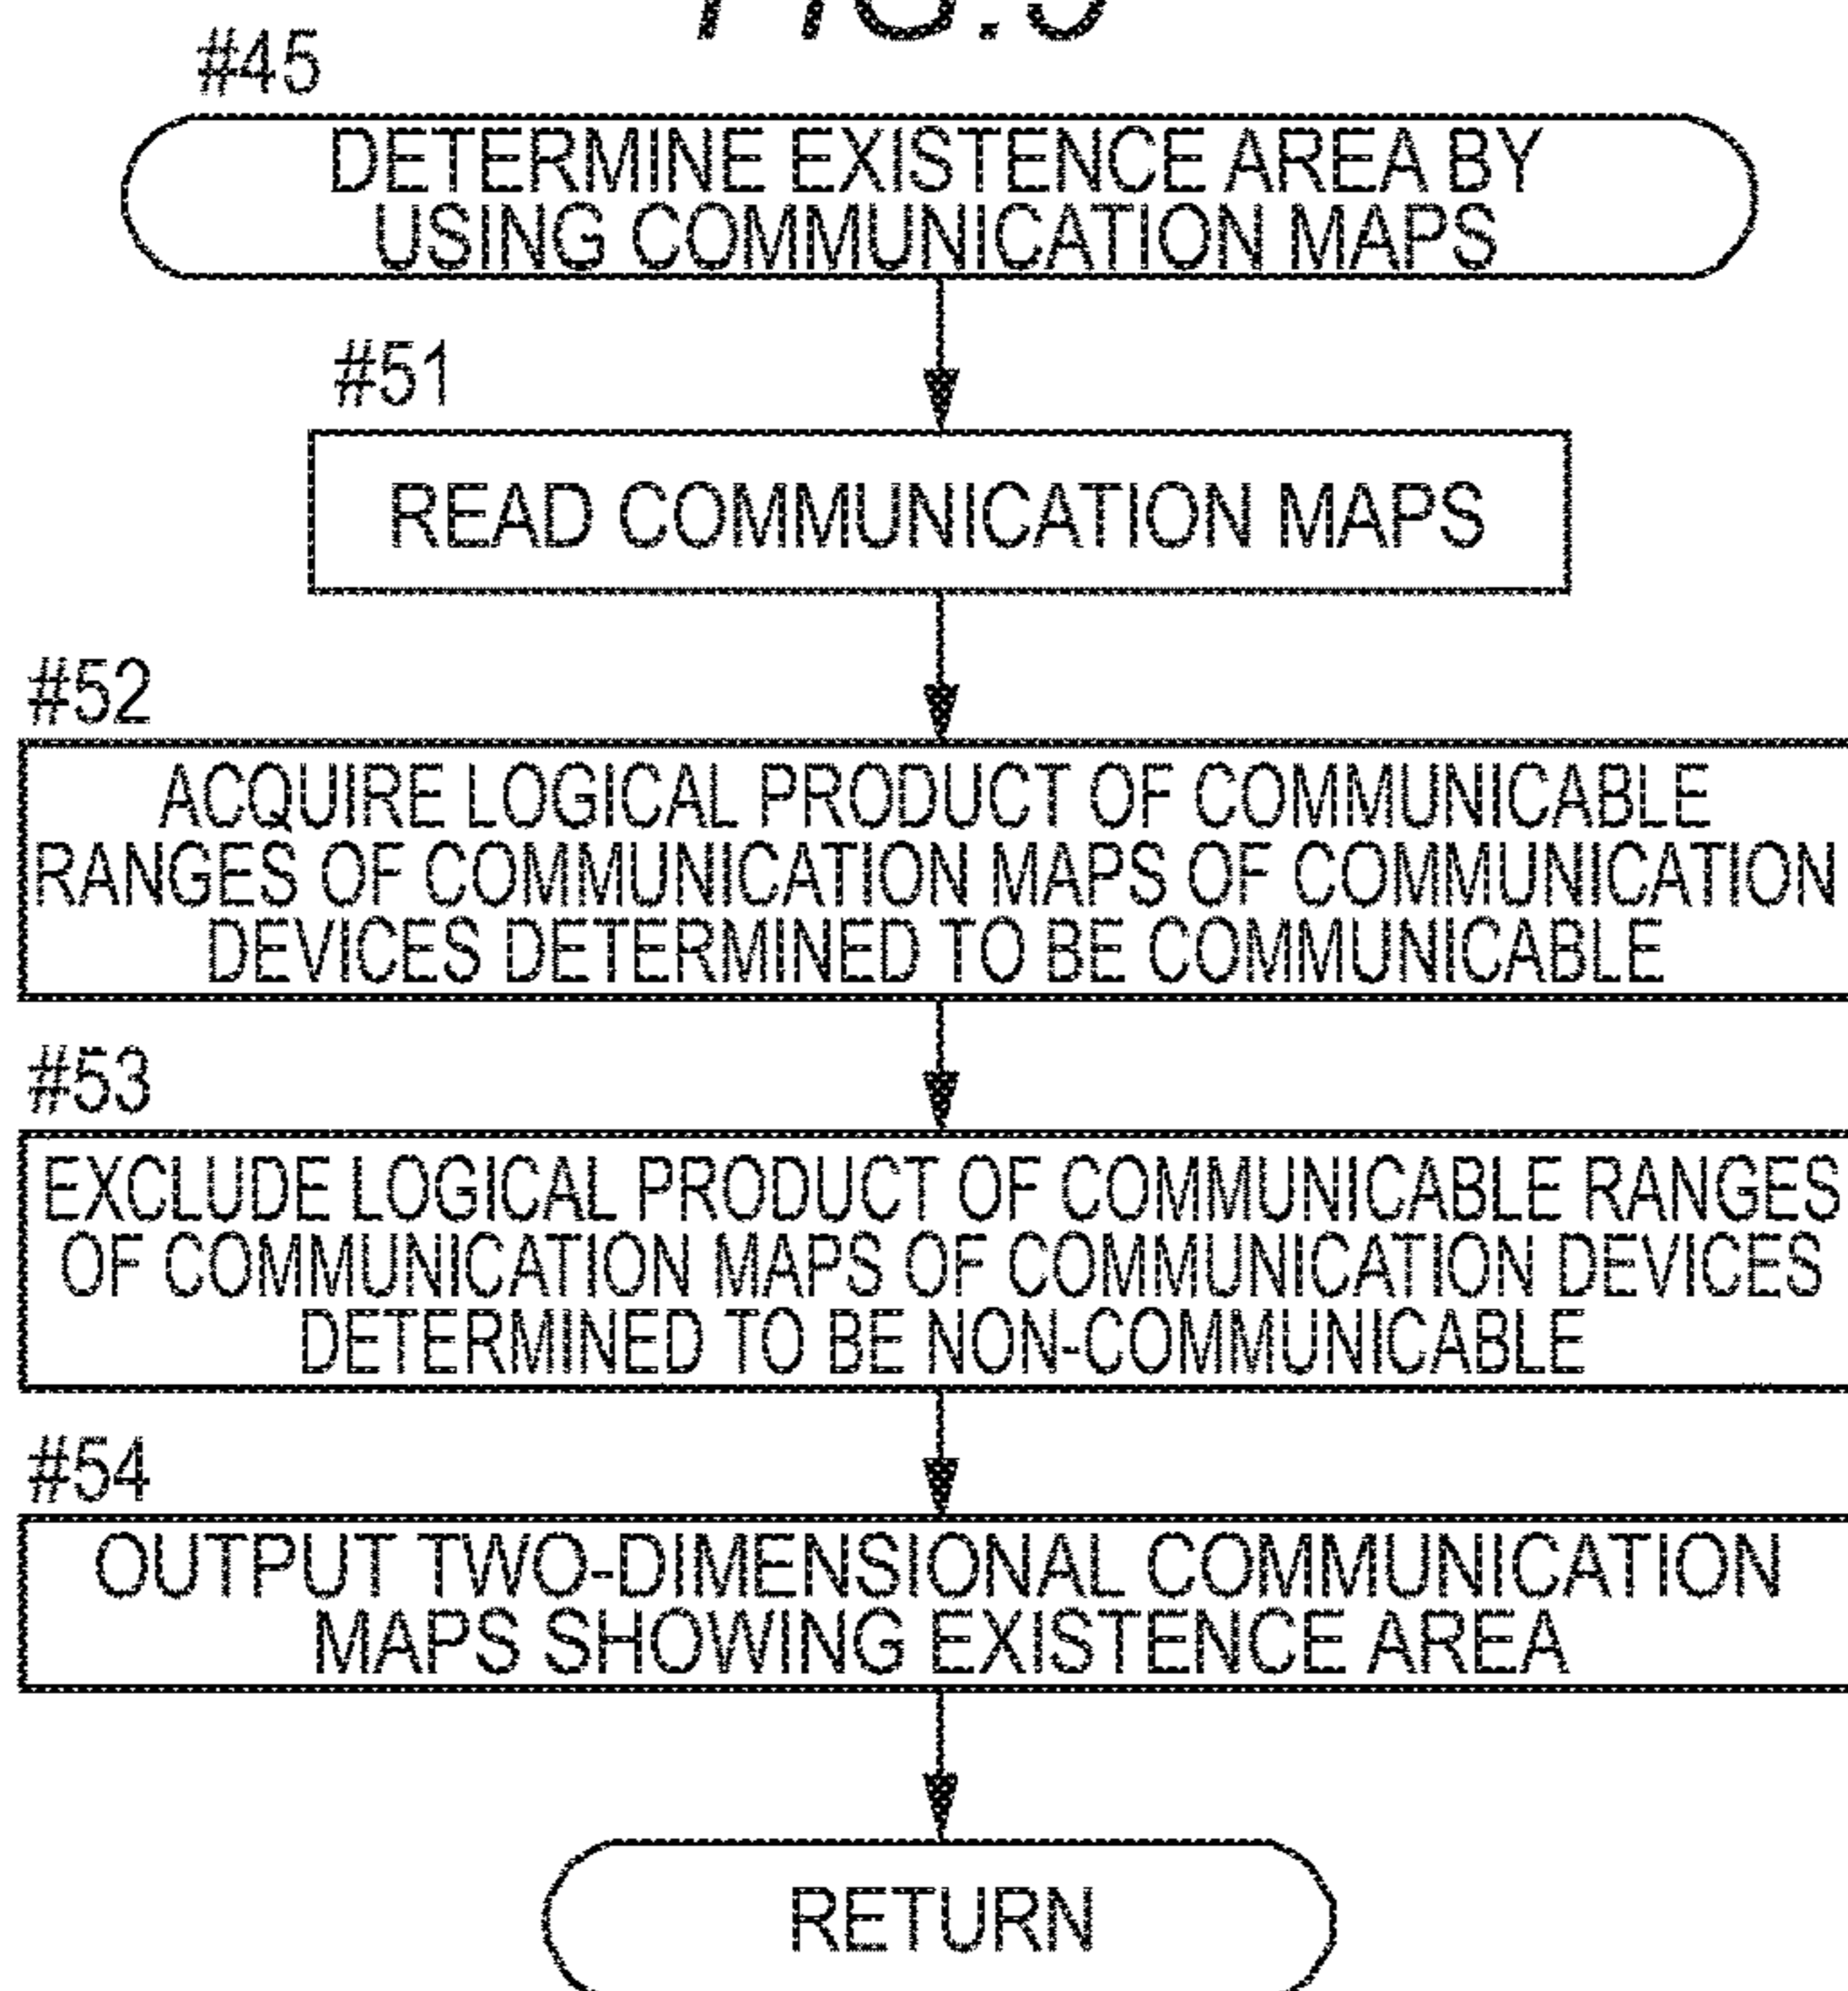 #45
DETERMINE EXISTENCE AREA BY
USING COMMUNICATION MAPS
#51
READ COMMUNICATION MAPS
#52
ACQUIRE LOGICAL PRODUCT OF COMMUNICABLE
RANGES OF COMMUNICATION MAPS OF COMMUNICATION
DEVICES DETERMINED TO BE COMMUNICABLE
#53
EXCLUDE LOGICAL PRODUCT OF COMMUNICABLE RANGES
OF COMMUNICATION MAPS OF COMMUNICATION DEVICES
DETERMINED TO BE NON-COMMUNICABLE
#54
OUTPUT TWO-DIMENSIONAL COMMUNICATION
MAPS SHOWING EXISTENCE AREA
RETURN